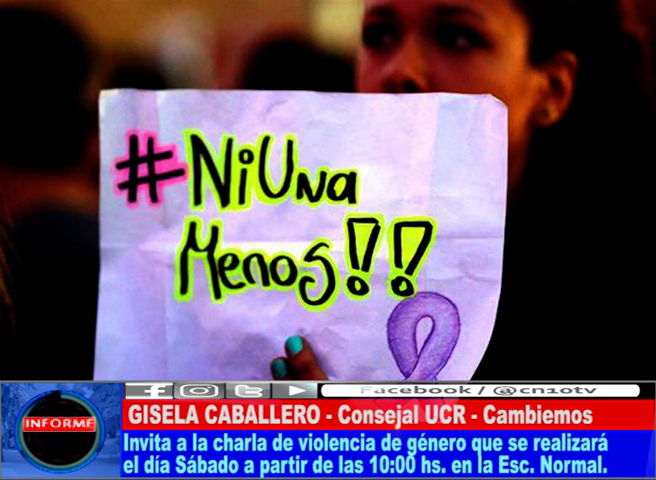 #NiUna
Menos!!
Facebook / @cn10tv
INFORME
GISELA CABALLERO - Consejal UCR - Cambiemos
Invita a la charla de violencia de género que se realizará
el día Sábado a partir de las 10:00 hs. en la Esc. Normal.